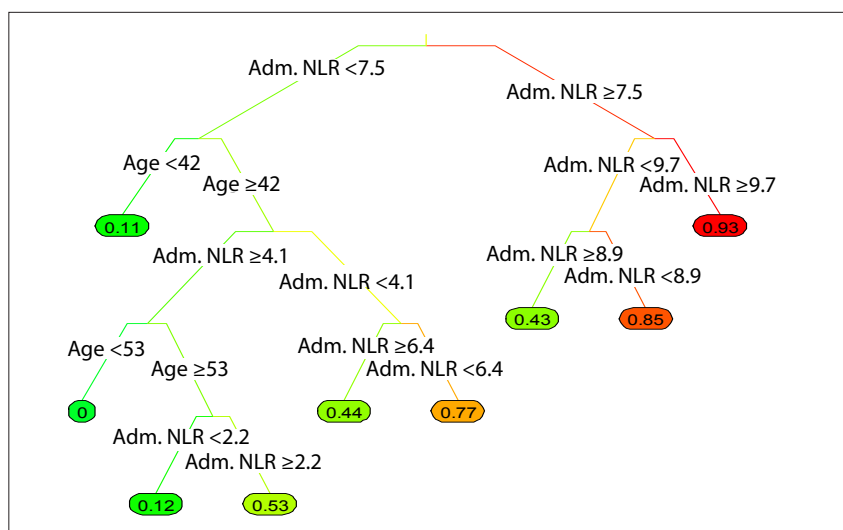 Adm. NLR <7.5
Adm. NLR ≥7.5
Age <42
Age ≥42
Adm. NLR <9.7
Adm. NLR ≥9.7
0.11
0.93
Adm. NLR ≥4.1
Adm. NLR <4.1
Adm. NLR ≥8.9
Adm. NLR <8.9
0.43
0.85
Age <53
Age ≥53
Adm. NLR ≥6.4
Adm. NLR <6.4
0
0.44
0.77
Adm. NLR <2.2
Adm. NLR ≥2.2
0.12
0.53